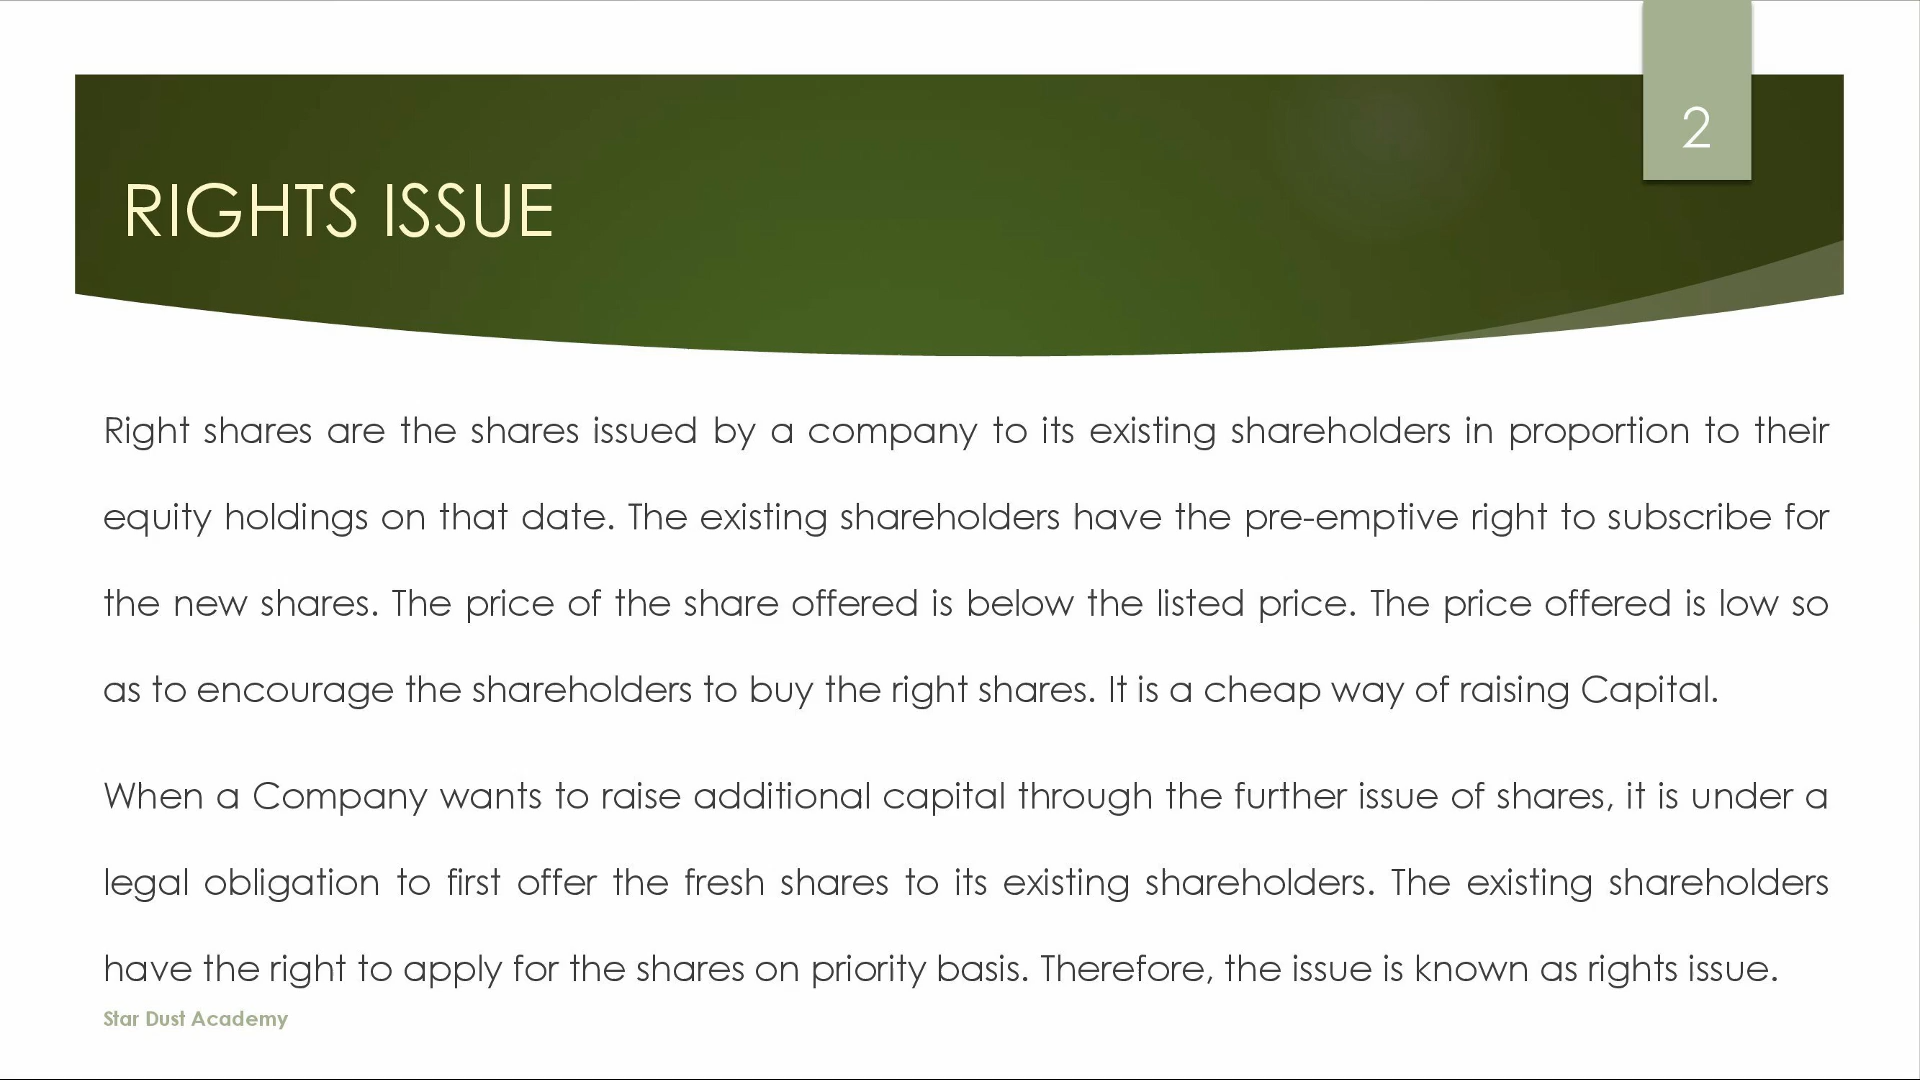 2
RIGHTS ISSUE
Right shares are the shares issued by a company to its existing shareholders in proportion to their
equity holdings on that date. The existing shareholders have the pre-emptive right to subscribe for
the new shares. The price of the share offered is below the listed price. The price offered is low so
as to encourage the shareholders to buy the right shares. It is a cheap way of raising Capital.
When a Company wants to raise additional capital through the further issue of shares, it is under a
legal obligation to first offer the fresh shares to its existing shareholders. The existing shareholders
have the right to apply for the shares on priority basis. Therefore, the issue is known as rights issue.
Star Dust Academy